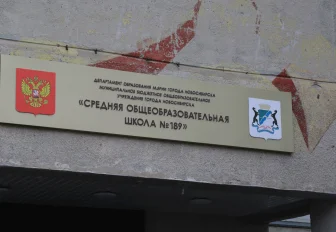 ДЕПАРТАМЕНТ ОБРАЗОВАНИЯ МЭРИИ ГОРОДА НОВОСИБИРСКА
МУНИЦИПАЛЬНОЕ БЮДЖЕТНОЕ ОБЩЕОБРАЗОВАТЕЛЬНОЕ
УЧРЕЖДЕНИЕ ГОРОДА НОВОСИБИРСКА
«СРЕДНЯЯ ОБЩЕОБРАЗОВАТЕЛЬНАЯ
ШКОЛА №189»